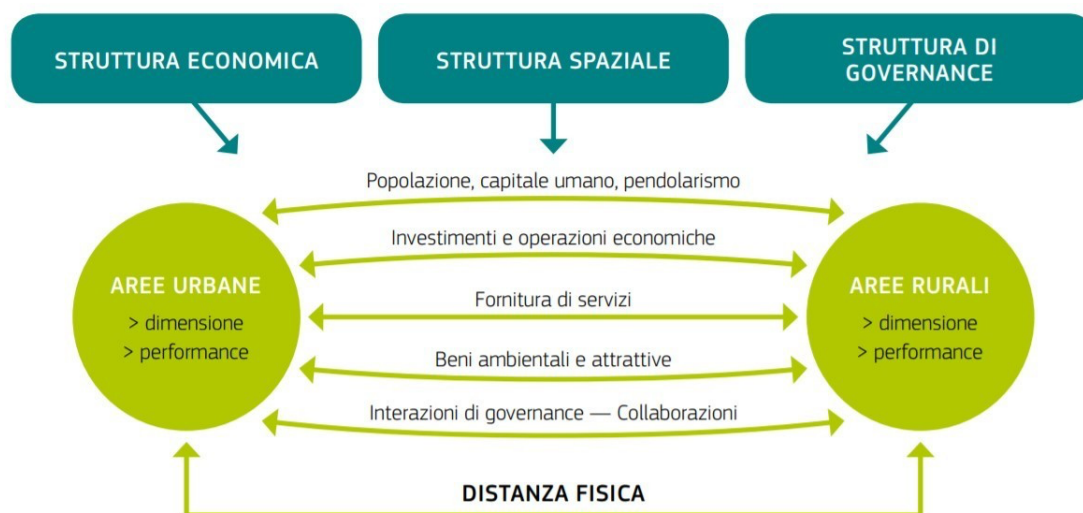 STRUTTURA ECONOMICA
STRUTTURA SPAZIALE
STRUTTURA DI
GOVERNANCE
Popolazione, capitale umano, pendolarismo
Investimenti e operazioni economiche
AREE URBANE
> dimensione
> performance
Fornitura di servizi
AREE RURALI
> dimensione
> performance
Beni ambientali e attrattive
Interazioni di governance — Collaborazioni
DISTANZA FISICA